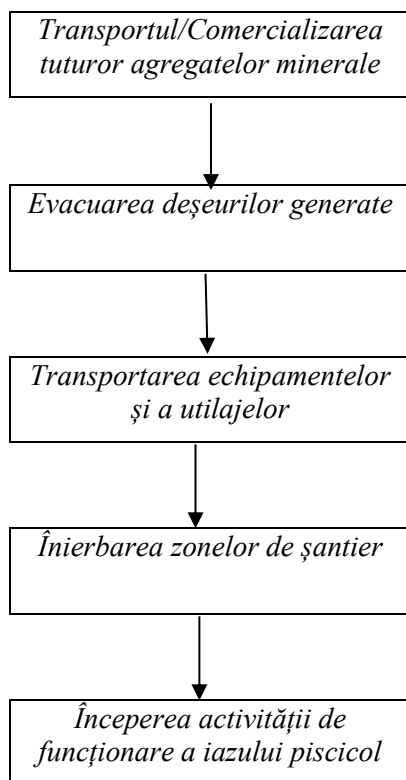 Transportul/Comercializarea
tuturor agregatelor minerale
Evacuarea deșeurilor generate
Transportarea echipamentelor
și a utilajelor
Înierbarea zonelor de șantier
Începerea activității de
funcționare a iazului piscicol